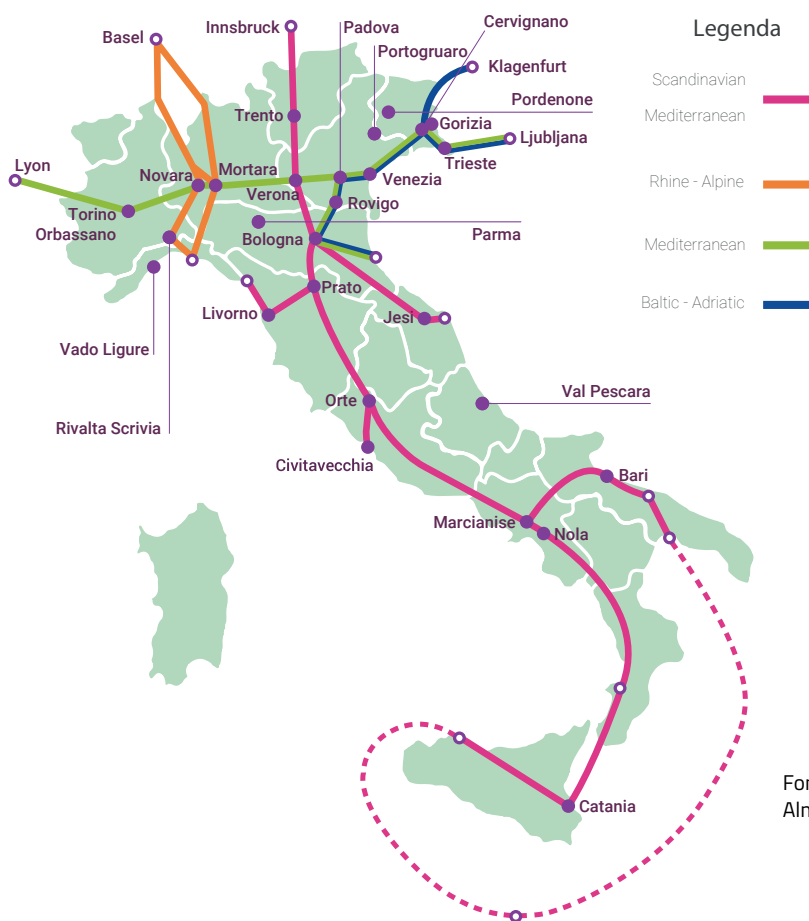 Legenda
Scandinavian
Mediterranean
Rhine - Alpine
Mediterranean
Baltic - Adriatic
Basel
Innsbruck
Padova
Cervignano
Portogruaro
Klagenfurt
Pordenone
Trento
Gorizia
Ljubljana
Trieste
Lyon
Novara
Mortara
Verona
Venezia
Torino
Orbassano
Rovigo
Bologna
Parma
Prato
Livorno
Jesi
Vado Ligure
Val Pescara
Orte
Rivalta Scrivia
Civitavecchia
Bari
Marcianise
Nola
Catania
For